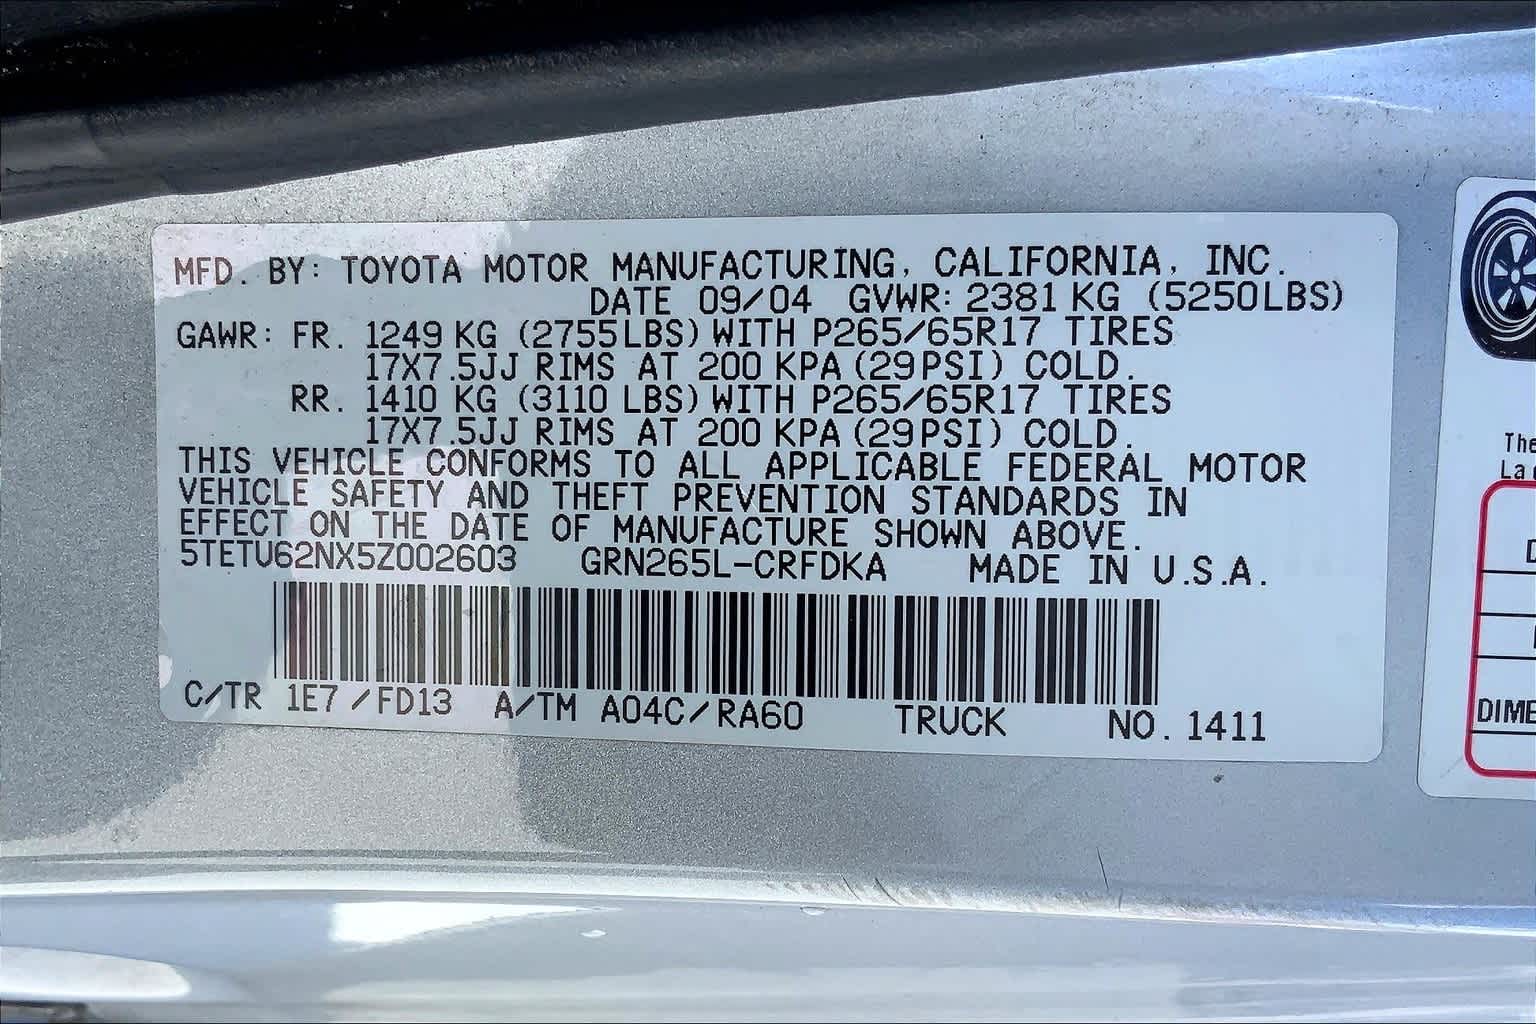 MFD. BY: TOYOTA MOTOR MANUFACTURING, CALIFORNIA, INC.
DATE 09/04 GVWR: 2381 KG (5250LBS)
GAWR: FR. 1249 KG (2755LBS) WITH P265/65R17 TIRES
17X7.5JJ RIMS AT 200 KPA (29PSI) COLD.
RR. 1410 KG (3110 LBS) WITH P265/65R17 TIRES
17X7.5JJ RIMS AT 200 KPA (29PSI) COLD.
THIS VEHICLE CONFORMS TO ALL APPLICABLE FEDERAL MOTOR
VEHICLE SAFETY AND THEFT PREVENTION STANDARDS IN
EFFECT ON THE DATE OF MANUFACTURE SHOWN ABOVE.
5TETU62NX5Z002603 GRN265L-CRFDKA MADE IN U.S.A.
C/TR 1E7/FD13 A/TM A04C/RA60 TRUCK NO. 1411
The
La
DIME